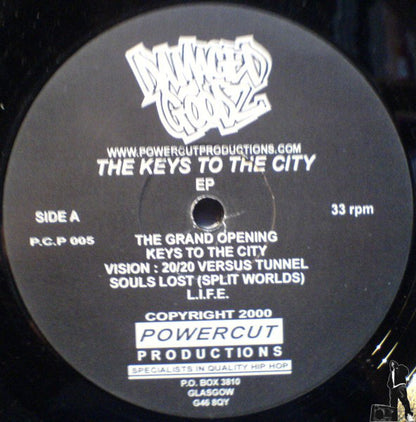 DAMAGED
GOODZ
WWW.POWERCUTPRODUCTIONS.COM
THE KEYS TO THE CITY
EP
SIDE A
33 rpm
P.C.P 005
THE GRAND OPENING
KEYS TO THE CITY
VISION : 20/20 VERSUS TUNNEL
SOULS LOST (SPLIT WORLDS)
L.I.F.E.
COPYRIGHT 2000
POWERCUT
PRODUCTIONS
SPECIALISTS IN QUALITY HIP HOP
P.O. BOX 3810
GLASGOW
G46 8QY